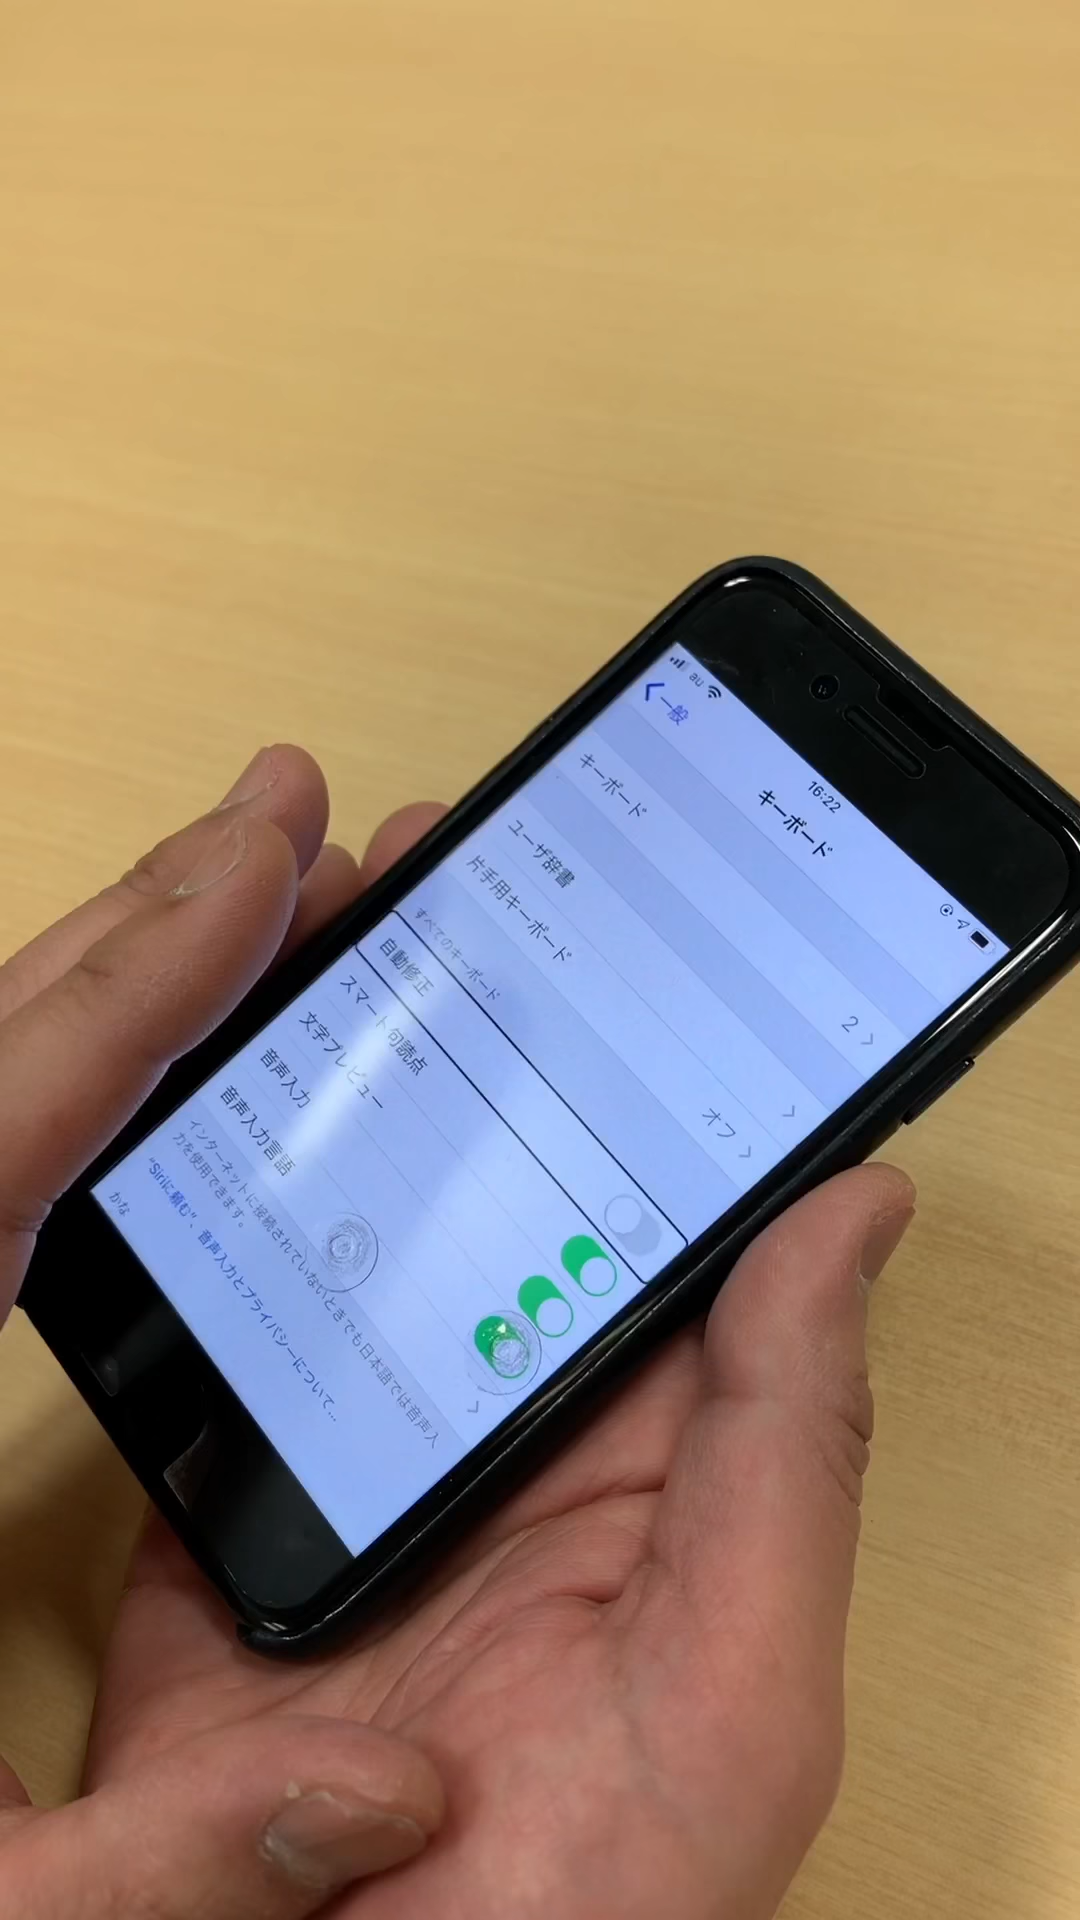 au
16:22
一般
キーボード
キーボード
2
ユーザ辞書
片手用キーボード
オフ
すべてのキーボード
自動修正
スマート句読点
文字プレビュー
音声入力
音声入力言語
インターネットに接続されていないときでも日本語では音声入
力を使用できます。
“Siriに頼む”、音声入力とプライバシーについて...
かな